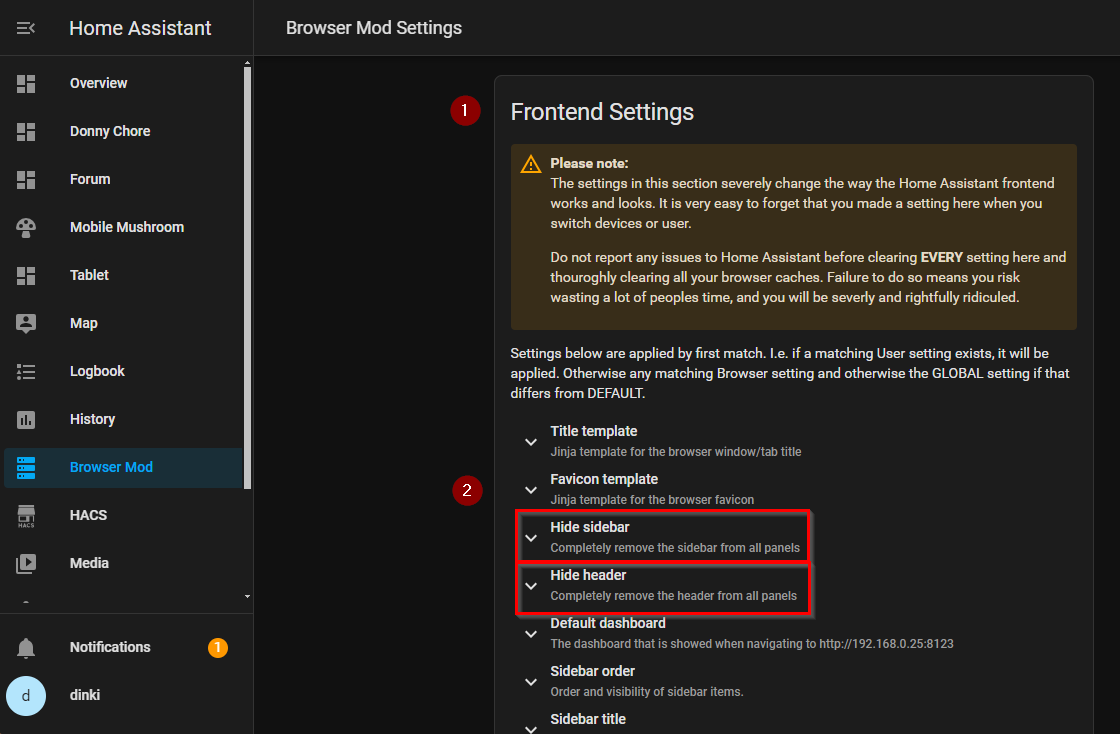 Home Assistant
Browser Mod Settings
Overview
Donny Chore
Forum
Mobile Mushroom
Tablet
Map
Logbook
History
Browser Mod
HACS
HACS
Media
Notifications
1
d
dinki
1
Frontend Settings
Please note:
The settings in this section severely change the way the Home Assistant frontend
works and looks. It is very easy to forget that you made a setting here when you
switch devices or user.
Do not report any issues to Home Assistant before clearing EVERY setting here and
thouroghly clearing all your browser caches. Failure to do so means you risk
wasting a lot of peoples time, and you will be severly and rightfully ridiculed.
Settings below are applied by first match. I.e. if a matching User setting exists, it will be
applied. Otherwise any matching Browser setting and otherwise the GLOBAL setting if that
differs from DEFAULT.
Title template
Jinja template for the browser window/tab title
2
Favicon template
Jinja template for the browser favicon
Hide sidebar
Completely remove the sidebar from all panels
Hide header
Completely remove the header from all panels
Default dashboard
The dashboard that is showed when navigating to http://192.168.0.25:8123
Sidebar order
Order and visibility of sidebar items.
Sidebar title